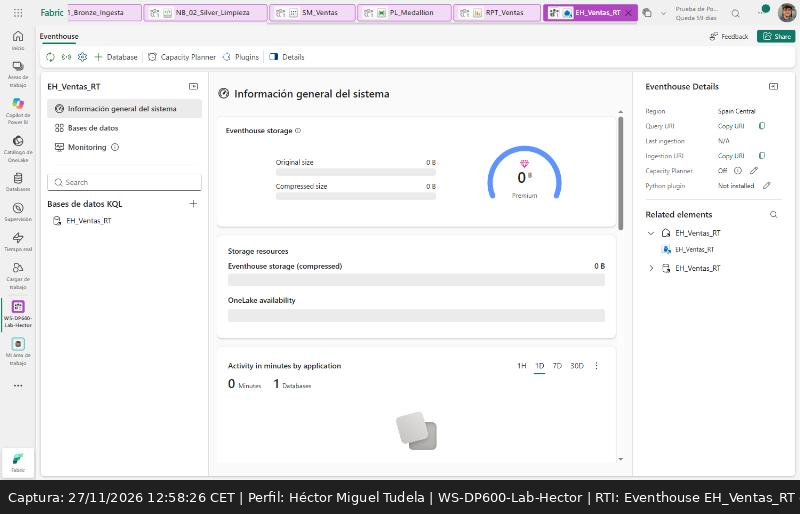 Fabric
1_Bronze_Ingesta
NB_02_Silver_Limpieza
SM_Ventas
PL_Medallion
RPT_Ventas
EH_Ventas_RT
Prueba de Po...
Queda 59 días
Eventhouse
Feedback
Share
Database
Capacity Planner
Plugins
Details
Inicio
Áreas de trabajo
Copilot de Power BI
Catálogo de OneLake
Databases
Supervisión
Tiempo real
Cargas de trabajo
WS-DP600-Lab-Hector
Mi área de trabajo
Fabric
EH_Ventas_RT
Información general del sistema
Bases de datos
Monitoring
Search
Bases de datos KQL
EH_Ventas_RT
Información general del sistema
Eventhouse storage
Original size 0 B
Compressed size 0 B
0 B
Premium
Storage resources
Eventhouse storage (compressed) 0 B
OneLake availability
Activity in minutes by application
1H 1D 7D 30D
0 Minutes 1 Databases
Eventhouse Details
Region Spain Central
Query URI Copy URI
Last ingestion N/A
Ingestion URI Copy URI
Capacity Planner Off
Python plugin Not installed
Related elements
EH_Ventas_RT
EH_Ventas_RT
EH_Ventas_RT
Captura: 27/11/2026 12:58:26 CET | Perfil: Héctor Miguel Tudela | WS-DP600-Lab-Hector | RTI: Eventhouse EH_Ventas_RT